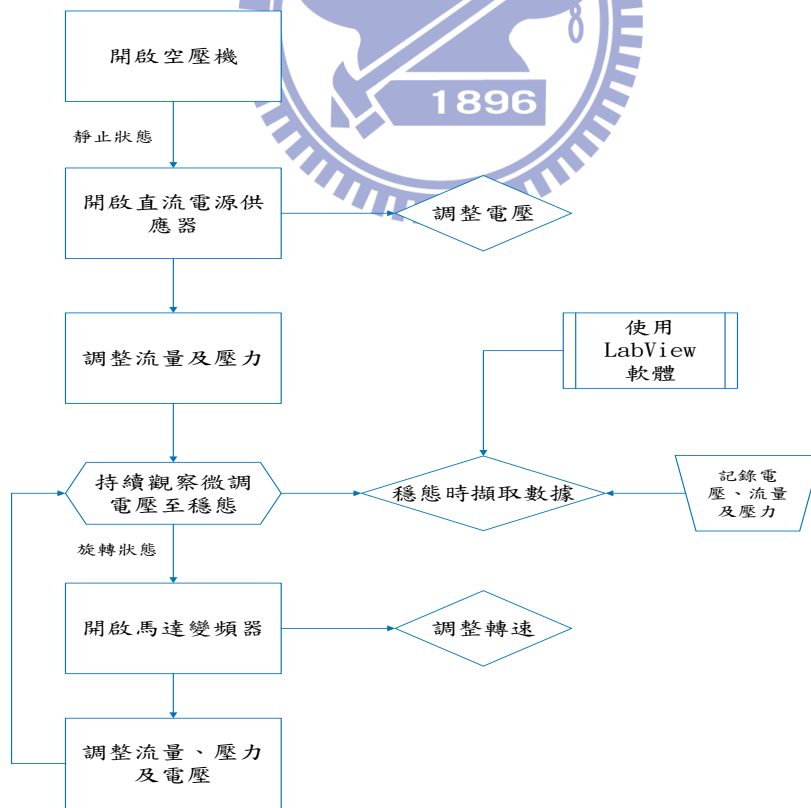 開啟空壓機
1896
靜止狀態
開啟直流電源供
應器
調整電壓
調整流量及壓力
使用
LabView
軟體
持續觀察微調
電壓至穩態
穩態時擷取數據
記錄電
壓、流量
及壓力
旋轉狀態
開啟馬達變頻器
調整轉速
調整流量、壓力
及電壓